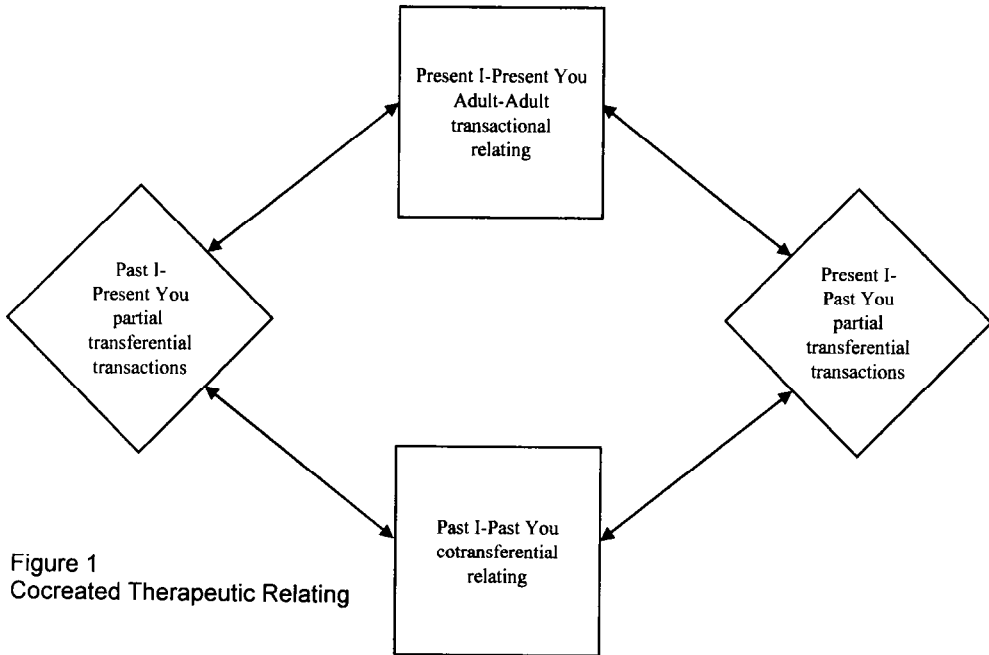 Present I-Present You
Adult-Adult
transactional
relating
Past I-
Present You
partial
transferential
transactions
Present I-
Past You
partial
transferential
transactions
Past I-Past You
cotransferential
relating
Figure 1
Cocreated Therapeutic Relating